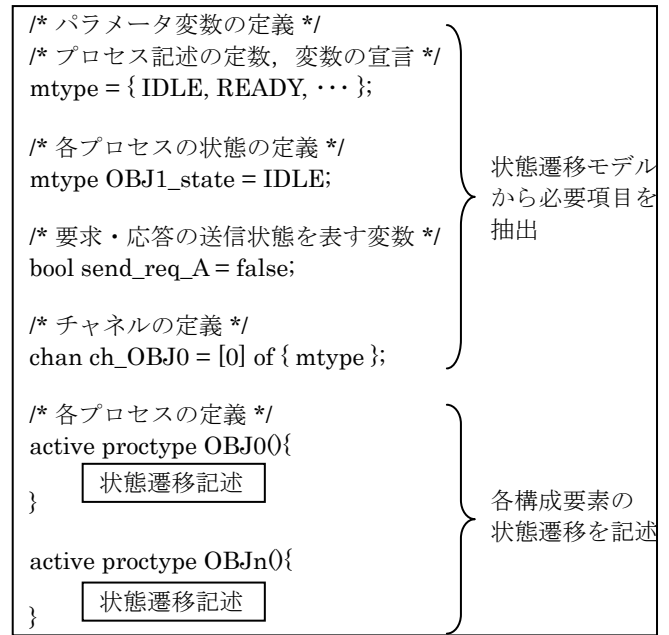 /* パラメータ変数の定義 */
/* プロセス記述の定数，変数の宣言 */
mtype = { IDLE, READY, ・・・ };
/* 各プロセスの状態の定義 */
mtype OBJ1_state = IDLE;
/* 要求・応答の送信状態を表す変数 */
bool send_req_A = false;
/* チャネルの定義 */
chan ch_OBJ0 = [0] of { mtype };
状態遷移モデル
から必要項目を
抽出
/* 各プロセスの定義 */
active proctype OBJ0(){
状態遷移記述
}
active proctype OBJn(){
状態遷移記述
}
各構成要素の
状態遷移を記述